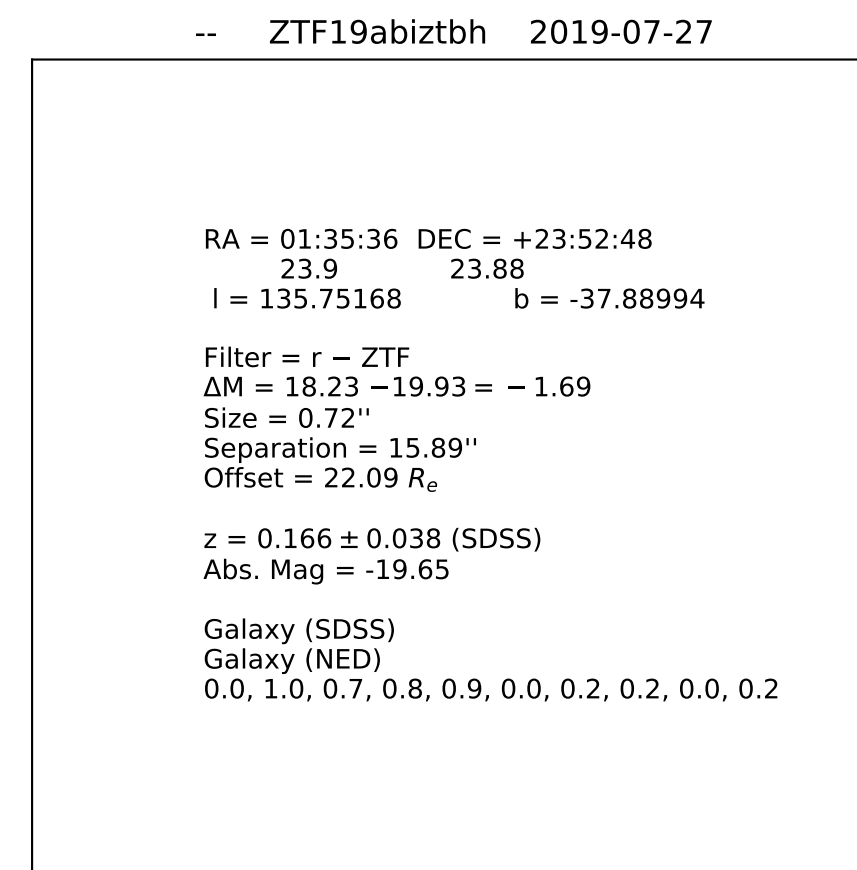 -- ZTF19abiztbh 2019-07-27
RA = 01:35:36 DEC = +23:52:48
23.9 23.88
l = 135.75168 b = -37.88994
Filter = r − ZTF
ΔM = 18.23 −19.93 = − 1.69
Size = 0.72''
Separation = 15.89''
Offset = 22.09 Rₑ
z = 0.166 ± 0.038 (SDSS)
Abs. Mag = -19.65
Galaxy (SDSS)
Galaxy (NED)
0.0, 1.0, 0.7, 0.8, 0.9, 0.0, 0.2, 0.2, 0.0, 0.2